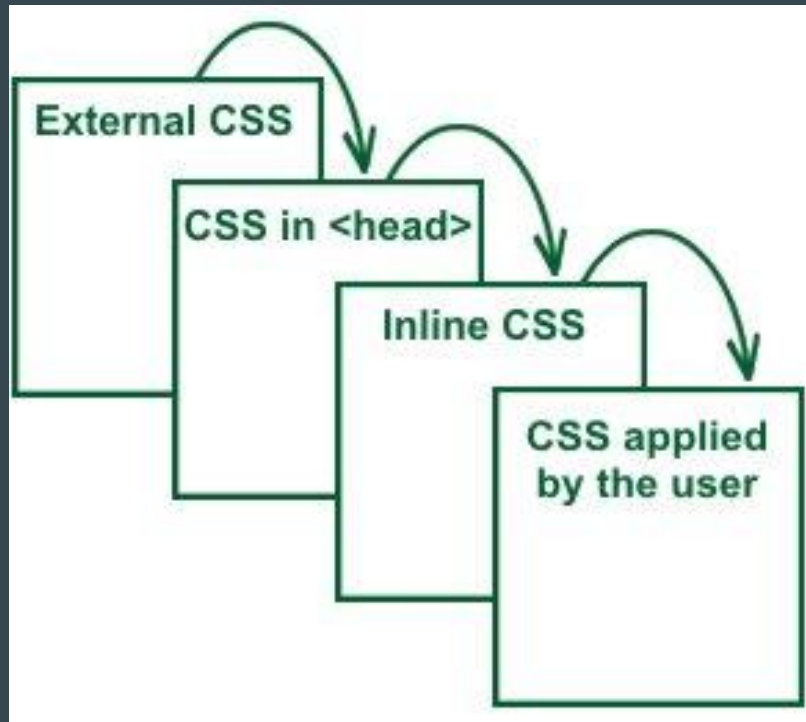 External CSS
CSS in <head>
Inline CSS
CSS applied
by the user